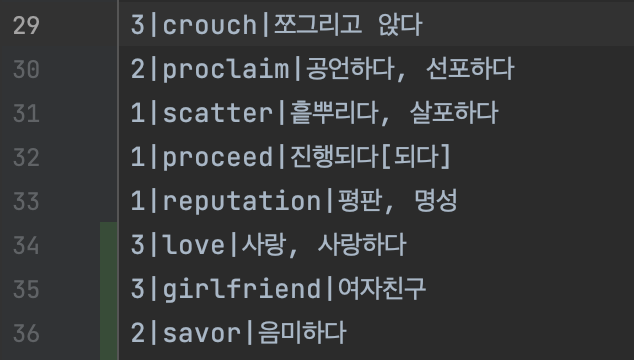 29 3|crouch|쪼그리고 앉다
30 2|proclaim|공언하다, 선포하다
31 1|scatter|흩뿌리다, 살포하다
32 1|proceed|진행되다[되다]
33 1|reputation|평판, 명성
34 3|love|사랑, 사랑하다
35 3|girlfriend|여자친구
36 2|savor|음미하다